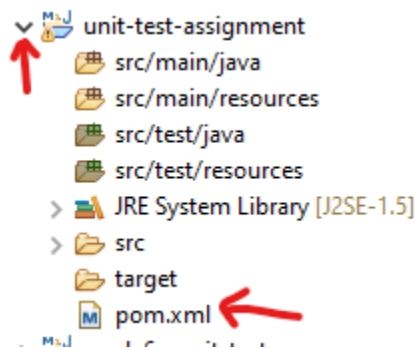 unit-test-assignment
src/main/java
src/main/resources
src/test/java
src/test/resources
JRE System Library [J2SE-1.5]
src
target
pom.xml